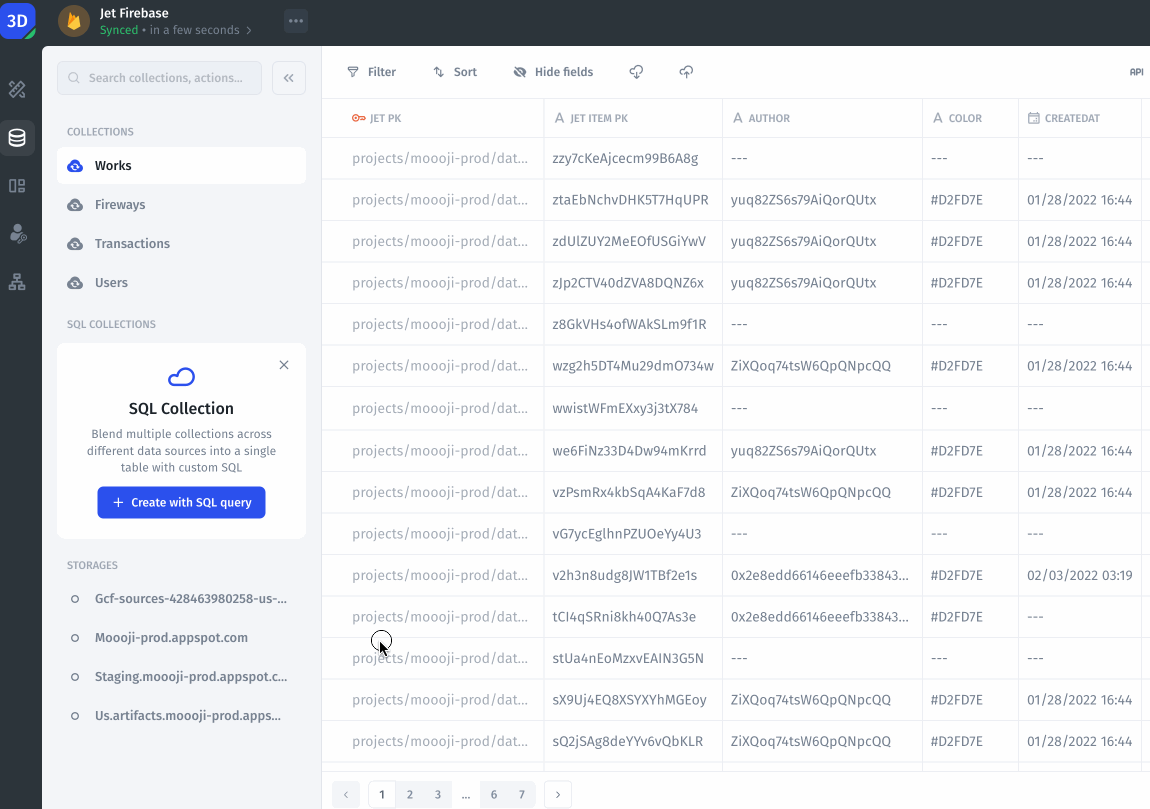 3D
Jet Firebase
Synced • in a few seconds
Search collections, actions...
Filter
Sort
Hide fields
API
COLLECTIONS
Works
Fireways
Transactions
Users
SQL COLLECTIONS
SQL Collection
Blend multiple collections across
different data sources into a single
table with custom SQL
+ Create with SQL query
STORAGES
Gcf-sources-428463980258-us-...
Moooji-prod.appspot.com
Staging.moooji-prod.appspot.c...
Us.artifacts.moooji-prod.apps...
JET PK A JET ITEM PK A AUTHOR A COLOR CREATEDAT
projects/moooji-prod/dat... zzy7cKeAjcecm99B6A8g --- --- ---
projects/moooji-prod/dat... ztaEbNchvDHK5T7HqUPR yuq82ZS6s79AiQorQUtx #D2FD7E 01/28/2022 16:44
projects/moooji-prod/dat... zdUlZUY2MeEOfUSGiYwV yuq82ZS6s79AiQorQUtx #D2FD7E 01/28/2022 16:44
projects/moooji-prod/dat... zJp2CTV40dZVA8DQNZ6x yuq82ZS6s79AiQorQUtx #D2FD7E 01/28/2022 16:44
projects/moooji-prod/dat... z8GkVHs4ofWAkSLm9f1R --- --- ---
projects/moooji-prod/dat... wzg2h5DT4Mu29dmO734w ZiXQoq74tsW6QpQNpcQQ #D2FD7E 01/28/2022 16:44
projects/moooji-prod/dat... wwistWFmEXxy3j3tX784 --- --- ---
projects/moooji-prod/dat... we6FiNz33D4Dw94mKrrd yuq82ZS6s79AiQorQUtx #D2FD7E 01/28/2022 16:44
projects/moooji-prod/dat... vzPsmRx4kbSqA4KaF7d8 ZiXQoq74tsW6QpQNpcQQ #D2FD7E 01/28/2022 16:44
projects/moooji-prod/dat... vG7ycEglhnPZUOeYy4U3 --- --- ---
projects/moooji-prod/dat... v2h3n8udg8JW1TBf2e1s 0x2e8edd66146eeefb33843... #D2FD7E 02/03/2022 03:19
projects/moooji-prod/dat... tCI4qSRni8kh40Q7As3e 0x2e8edd66146eeefb33843... #D2FD7E ---
projects/moooji-prod/dat... stUa4nEoMzxvEAIN3G5N --- --- ---
projects/moooji-prod/dat... sX9Uj4EQ8XSYXYhMGEoy ZiXQoq74tsW6QpQNpcQQ #D2FD7E 01/28/2022 16:44
projects/moooji-prod/dat... sQ2jSAg8deYYv6vQbKLR ZiXQoq74tsW6QpQNpcQQ #D2FD7E 01/28/2022 16:44
1 2 3 ... 6 7